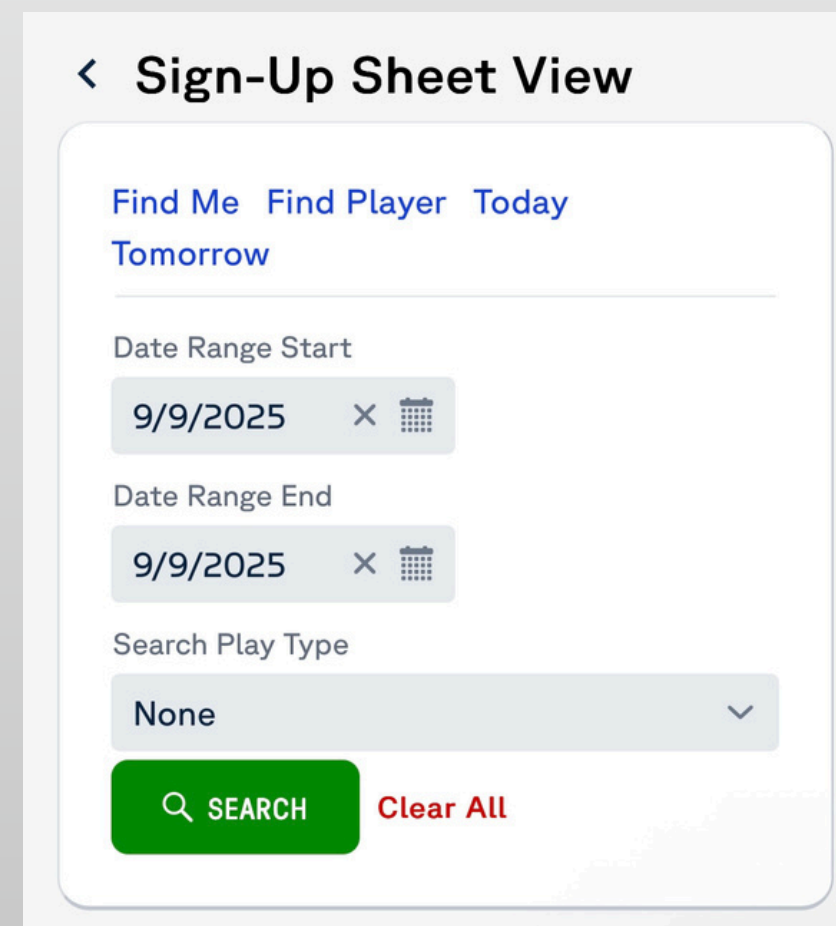 Sign-Up Sheet View
Find Me Find Player Today
Tomorrow
Date Range Start
9/9/2025
Date Range End
9/9/2025
Search Play Type
None
SEARCH Clear All